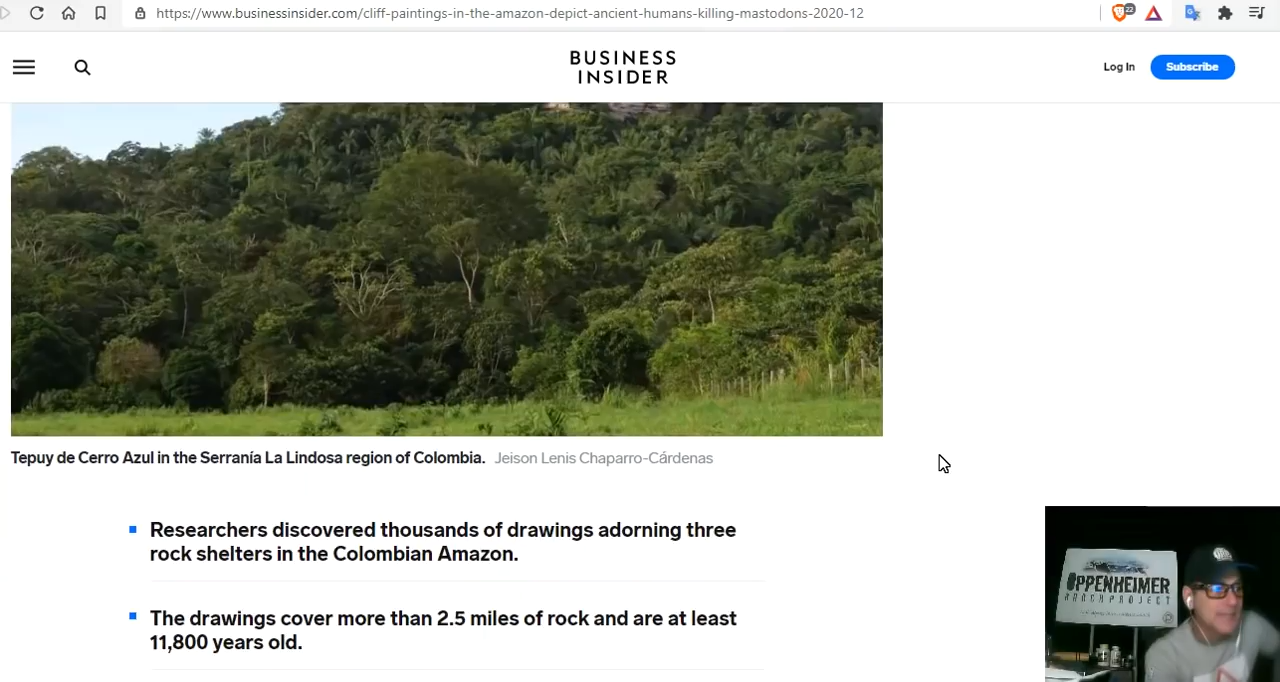 https://www.businessinsider.com/cliff-paintings-in-the-amazon-depict-ancient-humans-killing-mastodons-2020-12
22
BUSINESS
INSIDER
Log In
Subscribe
Tepuy de Cerro Azul in the Serranía La Lindosa region of Colombia. Jeison Lenis Chaparro-Cárdenas
Researchers discovered thousands of drawings adorning three
rock shelters in the Colombian Amazon.
The drawings cover more than 2.5 miles of rock and are at least
11,800 years old.
OPPENHEIMER
RANCH PROJECT